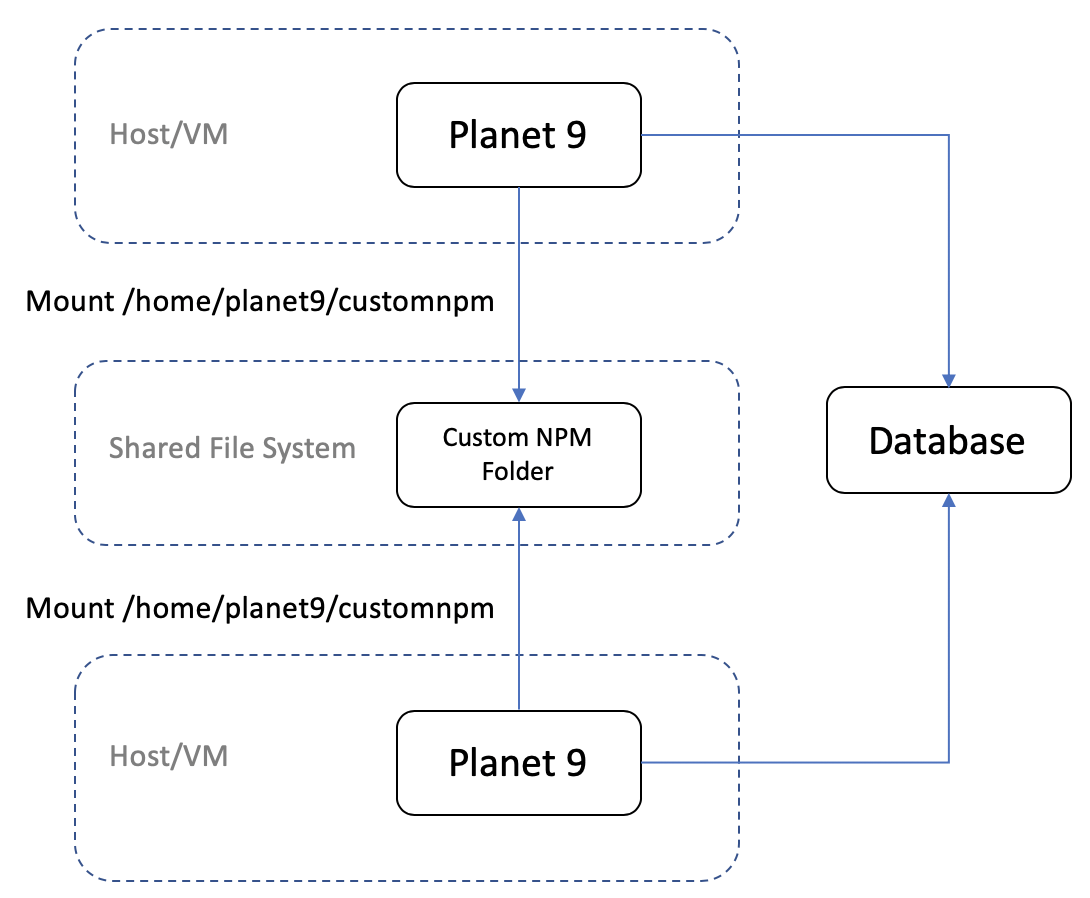 Host/VM
Planet 9
Mount /home/planet9/customnpm
Shared File System
Custom NPM
Folder
Database
Mount /home/planet9/customnpm
Host/VM
Planet 9